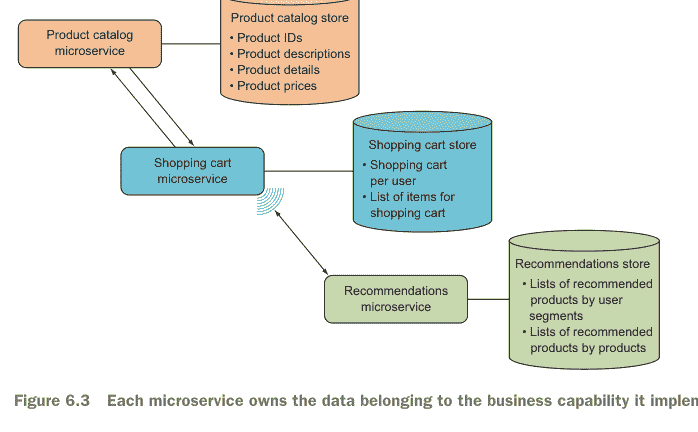 Product catalog
microservice
Product catalog store
• Product IDs
• Product descriptions
• Product details
• Product prices
Shopping cart
microservice
Shopping cart store
• Shopping cart
per user
• List of items for
shopping cart
Recommendations
microservice
Recommendations store
• Lists of recommended
products by user
segments
• Lists of recommended
products by products
Figure 6.3 Each microservice owns the data belonging to the business capability it